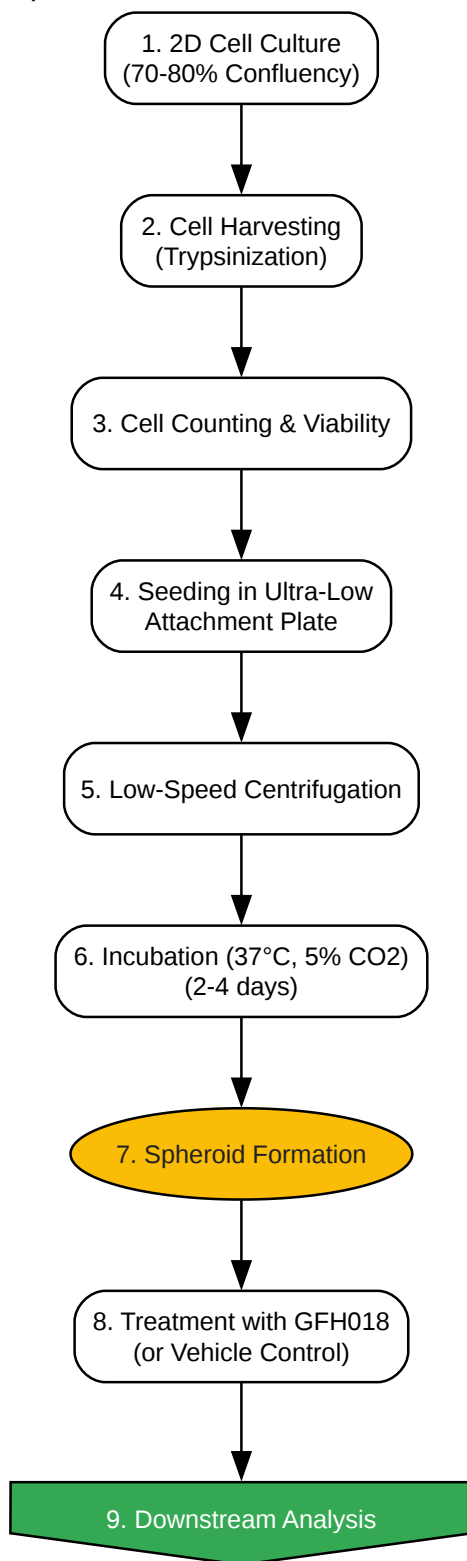 1. 2D Cell Culture
(70-80% Confluency)
2. Cell Harvesting
(Trypsinization)
3. Cell Counting & Viability
4. Seeding in Ultra-Low
Attachment Plate
5. Low-Speed Centrifugation
6. Incubation (37°C, 5% CO2)
(2-4 days)
7. Spheroid Formation
8. Treatment with GFH018
(or Vehicle Control)
9. Downstream Analysis